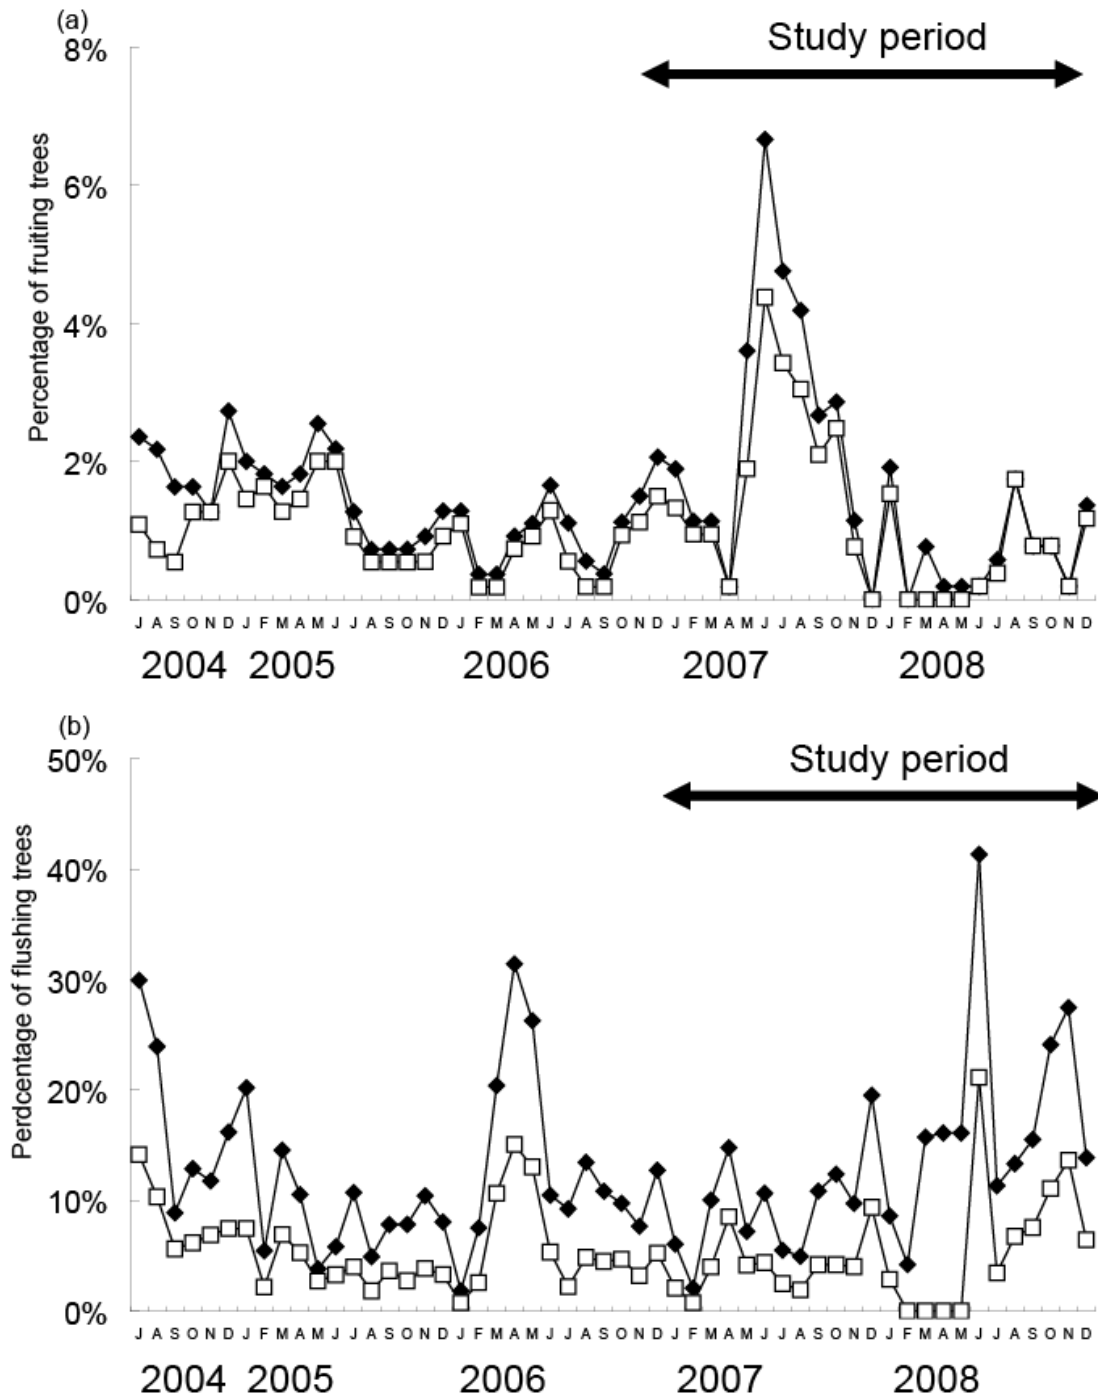 (a)
Study period
8%
6%
4%
2%
0%
Percentage of fruiting trees
J A S O N D J F M A M J J A S O N D J F M A M J J A S O N D J F M A M J J A S O N D J F M A M J J A S O N D
2004 2005 2006 2007 2008
(b)
Study period
50%
40%
30%
20%
10%
0%
Perdcentage of flushing trees
J A S O N D J F M A M J J A S O N D J F M A M J J A S O N D J F M A M J J A S O N D J F M A M J J A S O N D
2004 2005 2006 2007 2008